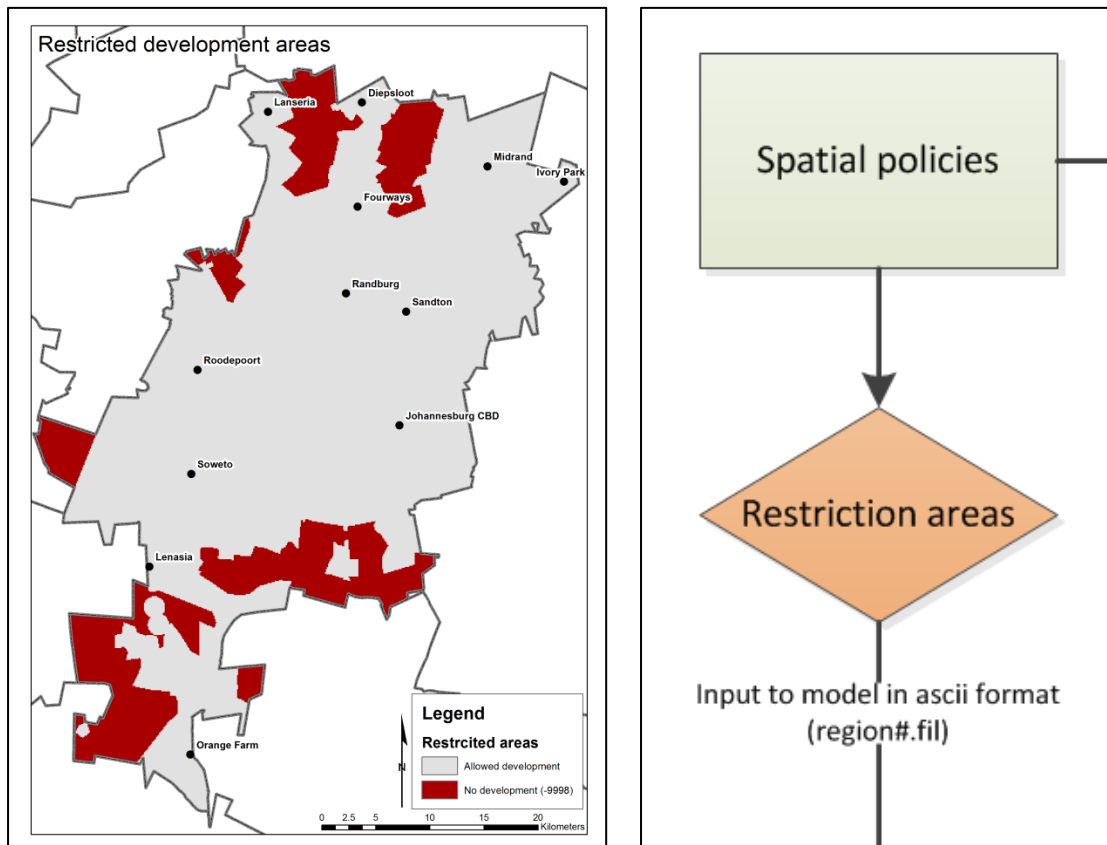 Restricted development areas
Lanseria
Diepsloot
Midrand
Ivory Park
Fourways
Randburg
Sandton
Roodepoort
Johannesburg CBD
Soweto
Lenasia
Orange Farm
Legend
Restrcited areas
Allowed development
No development (-9998)
N
0 2.5 5 10 15 20
Kilometers
Spatial policies
Restriction areas
Input to model in ascii format
(region#.fil)